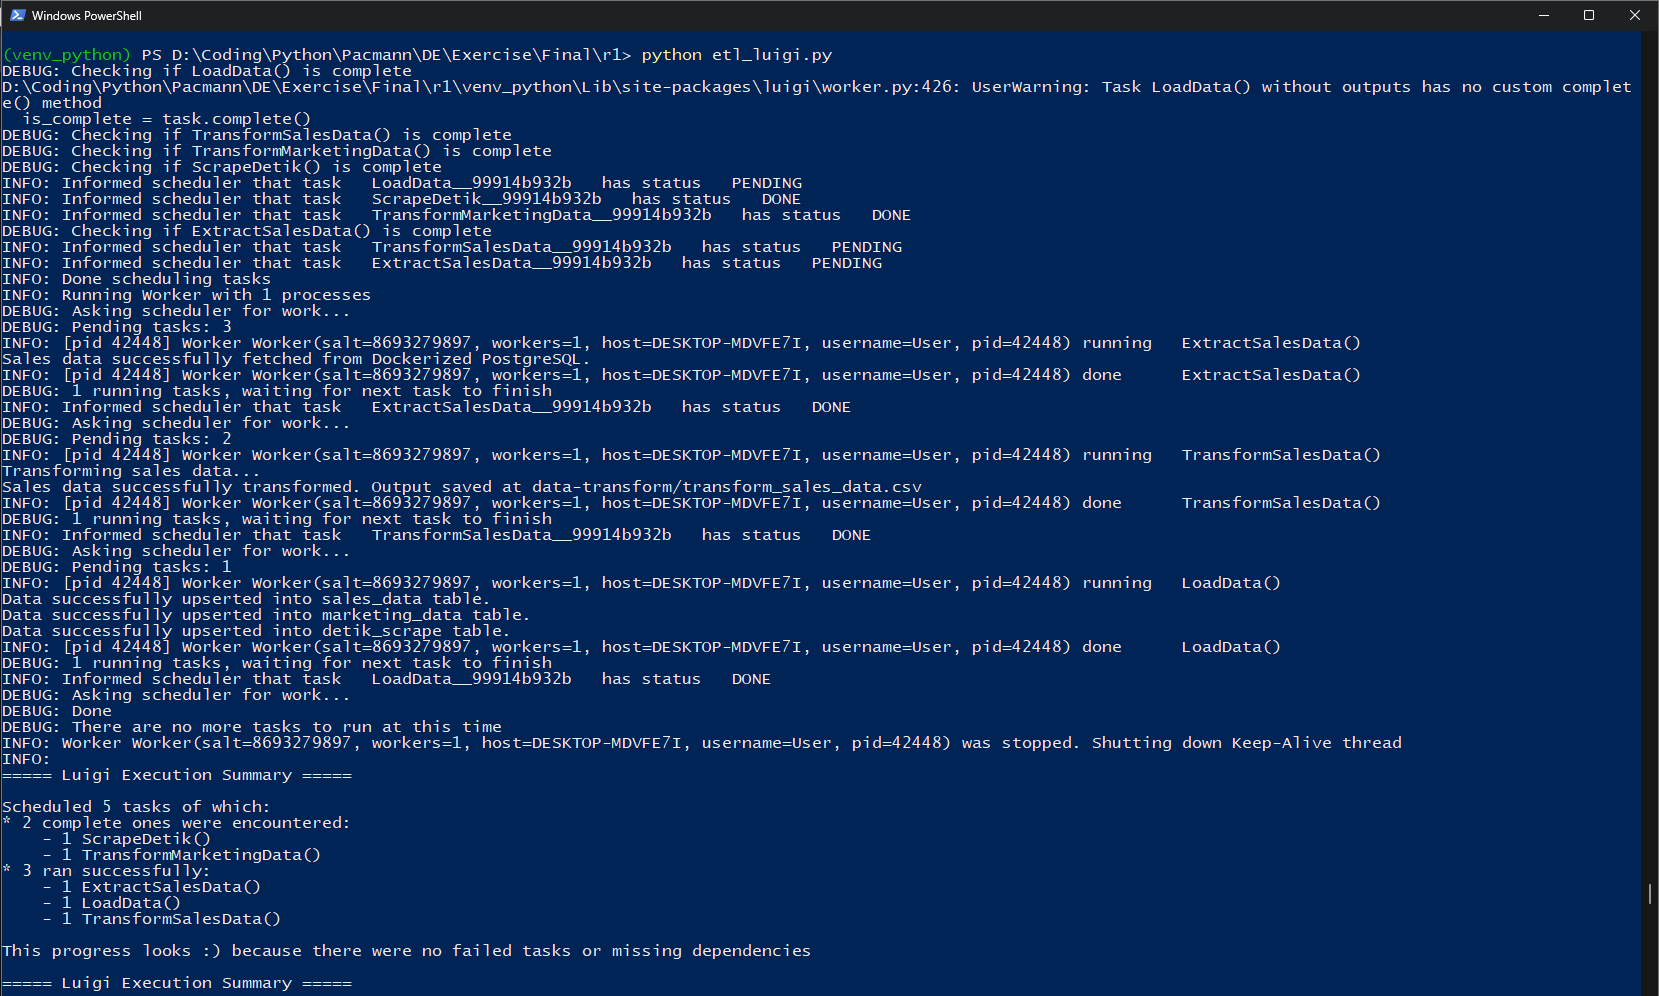 Windows PowerShell
(venv_python) PS D:\Coding\Python\Pacmann\DE\Exercise\Final\r1> python etl_luigi.py
DEBUG: Checking if LoadData() is complete
D:\Coding\Python\Pacmann\DE\Exercise\Final\r1\venv_python\Lib\site-packages\luigi\worker.py:426: UserWarning: Task LoadData() without outputs has no custom complet
e() method
  is_complete = task.complete()
DEBUG: Checking if TransformSalesData() is complete
DEBUG: Checking if TransformMarketingData() is complete
DEBUG: Checking if ScrapeDetik() is complete
INFO: Informed scheduler that task   LoadData__99914b932b   has status   PENDING
INFO: Informed scheduler that task   ScrapeDetik__99914b932b   has status   DONE
INFO: Informed scheduler that task   TransformMarketingData__99914b932b   has status   DONE
DEBUG: Checking if ExtractSalesData() is complete
INFO: Informed scheduler that task   TransformSalesData__99914b932b   has status   PENDING
INFO: Informed scheduler that task   ExtractSalesData__99914b932b   has status   PENDING
INFO: Done scheduling tasks
INFO: Running Worker with 1 processes
DEBUG: Asking scheduler for work...
DEBUG: Pending tasks: 3
INFO: [pid 42448] Worker Worker(salt=8693279897, workers=1, host=DESKTOP-MDVFE7I, username=User, pid=42448) running   ExtractSalesData()
Sales data successfully fetched from Dockerized PostgreSQL.
INFO: [pid 42448] Worker Worker(salt=8693279897, workers=1, host=DESKTOP-MDVFE7I, username=User, pid=42448) done      ExtractSalesData()
DEBUG: 1 running tasks, waiting for next task to finish
INFO: Informed scheduler that task   ExtractSalesData__99914b932b   has status   DONE
DEBUG: Asking scheduler for work...
DEBUG: Pending tasks: 2
INFO: [pid 42448] Worker Worker(salt=8693279897, workers=1, host=DESKTOP-MDVFE7I, username=User, pid=42448) running   TransformSalesData()
Transforming sales data...
Sales data successfully transformed. Output saved at data-transform/transform_sales_data.csv
INFO: [pid 42448] Worker Worker(salt=8693279897, workers=1, host=DESKTOP-MDVFE7I, username=User, pid=42448) done      TransformSalesData()
DEBUG: 1 running tasks, waiting for next task to finish
INFO: Informed scheduler that task   TransformSalesData__99914b932b   has status   DONE
DEBUG: Asking scheduler for work...
DEBUG: Pending tasks: 1
INFO: [pid 42448] Worker Worker(salt=8693279897, workers=1, host=DESKTOP-MDVFE7I, username=User, pid=42448) running   LoadData()
Data successfully upserted into sales_data table.
Data successfully upserted into marketing_data table.
Data successfully upserted into detik_scrape table.
INFO: [pid 42448] Worker Worker(salt=8693279897, workers=1, host=DESKTOP-MDVFE7I, username=User, pid=42448) done      LoadData()
DEBUG: 1 running tasks, waiting for next task to finish
INFO: Informed scheduler that task   LoadData__99914b932b   has status   DONE
DEBUG: Asking scheduler for work...
DEBUG: Done
DEBUG: There are no more tasks to run at this time
INFO: Worker Worker(salt=8693279897, workers=1, host=DESKTOP-MDVFE7I, username=User, pid=42448) was stopped. Shutting down Keep-Alive thread
INFO:
===== Luigi Execution Summary =====
Scheduled 5 tasks of which:
* 2 complete ones were encountered:
    - 1 ScrapeDetik()
    - 1 TransformMarketingData()
* 3 ran successfully:
    - 1 ExtractSalesData()
    - 1 LoadData()
    - 1 TransformSalesData()
This progress looks :) because there were no failed tasks or missing dependencies
===== Luigi Execution Summary =====